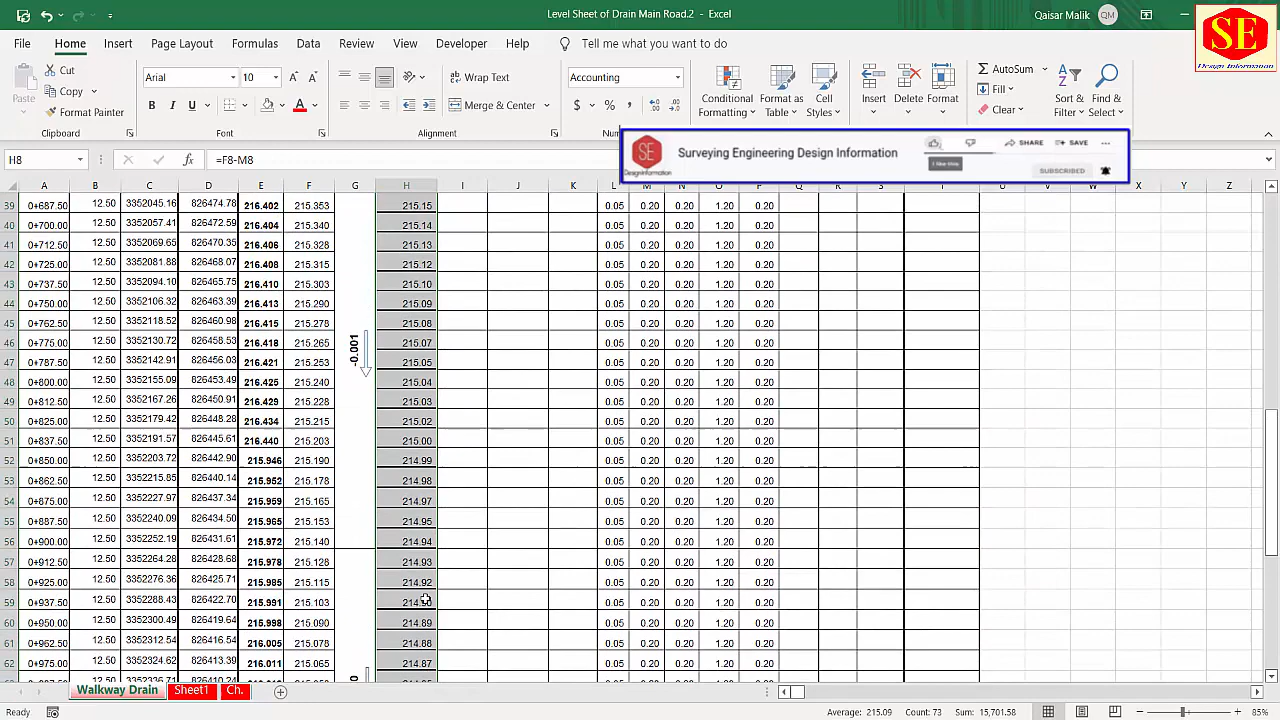 Level Sheet of Drain Main Road.2 - Excel
Qaisar Malik QM
SE
Design Information
File Home Insert Page Layout Formulas Data Review View Developer Help Tell me what you want to do
Paste Cut Copy Format Painter
Arial 10
B I U
Wrap Text
Merge & Center
Accounting
$ % ,
Conditional Formatting Format as Table Cell Styles
Insert Delete Format
AutoSum Fill Clear
Sort & Filter Find & Select
Clipboard Font Alignment
SE
Design Information
Surveying Engineering Design Information
SHARE SAVE
SUBSCRIBED
H8 fx =F8-M8
A B C D E F G H I J K L M N O P Q R S T U V W X Y Z
39 0+687.50 12.50 3352045.16 826474.78 216.402 215.353 215.15 0.05 0.20 0.20 1.20 0.20
40 0+700.00 12.50 3352057.41 826472.59 216.404 215.340 215.14 0.05 0.20 0.20 1.20 0.20
41 0+712.50 12.50 3352069.65 826470.35 216.406 215.328 215.13 0.05 0.20 0.20 1.20 0.20
42 0+725.00 12.50 3352081.88 826468.07 216.408 215.315 215.12 0.05 0.20 0.20 1.20 0.20
43 0+737.50 12.50 3352094.10 826465.75 216.410 215.303 215.10 0.05 0.20 0.20 1.20 0.20
44 0+750.00 12.50 3352106.32 826463.39 216.413 215.290 215.09 0.05 0.20 0.20 1.20 0.20
45 0+762.50 12.50 3352118.52 826460.98 216.415 215.278 215.08 0.05 0.20 0.20 1.20 0.20
46 0+775.00 12.50 3352130.72 826458.53 216.418 215.265 -0.001 215.07 0.05 0.20 0.20 1.20 0.20
47 0+787.50 12.50 3352142.91 826456.03 216.421 215.253 215.05 0.05 0.20 0.20 1.20 0.20
48 0+800.00 12.50 3352155.09 826453.49 216.425 215.240 215.04 0.05 0.20 0.20 1.20 0.20
49 0+812.50 12.50 3352167.26 826450.91 216.429 215.228 215.03 0.05 0.20 0.20 1.20 0.20
50 0+825.00 12.50 3352179.42 826448.28 216.434 215.215 215.02 0.05 0.20 0.20 1.20 0.20
51 0+837.50 12.50 3352191.57 826445.61 216.440 215.203 215.00 0.05 0.20 0.20 1.20 0.20
52 0+850.00 12.50 3352203.72 826442.90 215.946 215.190 214.99 0.05 0.20 0.20 1.20 0.20
53 0+862.50 12.50 3352215.85 826440.14 215.952 215.178 214.98 0.05 0.20 0.20 1.20 0.20
54 0+875.00 12.50 3352227.97 826437.34 215.959 215.165 214.97 0.05 0.20 0.20 1.20 0.20
55 0+887.50 12.50 3352240.09 826434.50 215.965 215.153 214.95 0.05 0.20 0.20 1.20 0.20
56 0+900.00 12.50 3352252.19 826431.61 215.972 215.140 214.94 0.05 0.20 0.20 1.20 0.20
57 0+912.50 12.50 3352264.28 826428.68 215.978 215.128 214.93 0.05 0.20 0.20 1.20 0.20
58 0+925.00 12.50 3352276.36 826425.71 215.985 215.115 214.92 0.05 0.20 0.20 1.20 0.20
59 0+937.50 12.50 3352288.43 826422.70 215.991 215.103 0.05 0.20 0.20 1.20 0.20
60 0+950.00 12.50 3352300.49 826419.64 215.998 215.090 214.89 0.05 0.20 0.20 1.20 0.20
61 0+962.50 12.50 3352312.54 826416.54 216.005 215.078 214.88 0.05 0.20 0.20 1.20 0.20
62 0+975.00 12.50 3352324.62 826413.39 216.011 215.065 214.87 0.05 0.20 0.20 1.20 0.20
Walkway Drain Sheet1 Ch.
Ready Average: 215.09 Count: 73 Sum: 15,701.58 85%